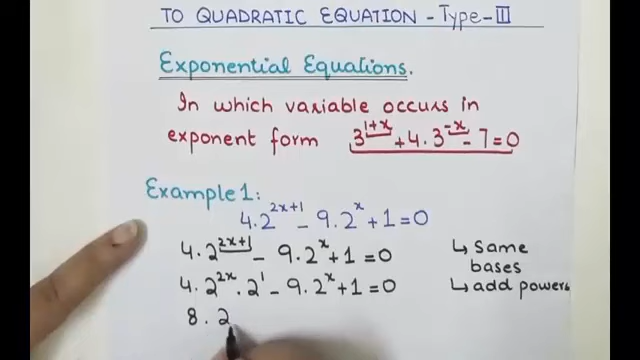 TO QUADRATIC EQUATION - Type - III
Exponential Equations.
In which variable occurs in
exponent form 3^{1+x} + 4.3^{-x} - 7 = 0
Example 1:
4.2^{2x+1} - 9.2^{x} + 1 = 0
4.2^{2x+1} - 9.2^{x} + 1 = 0
↳ Same
bases
4.2^{2x}.2^{1} - 9.2^{x} + 1 = 0
↳ add powers
8.2